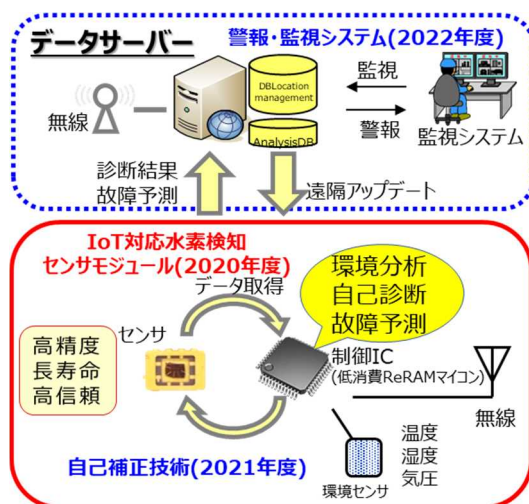 データサーバー
警報・監視システム(2022年度)
DBLocation
management
AnalysisDB
無線
監視
警報
監視システム
診断結果
故障予測
遠隔アップデート
IoT対応水素検知
センサモジュール(2020年度)
データ取得
環境分析
自己診断
故障予測
センサ
高精度
長寿命
高信頼
制御IC
(低消費ReRAMマイコン)
無線
自己補正技術(2021年度)
環境センサ
温度
湿度
気圧